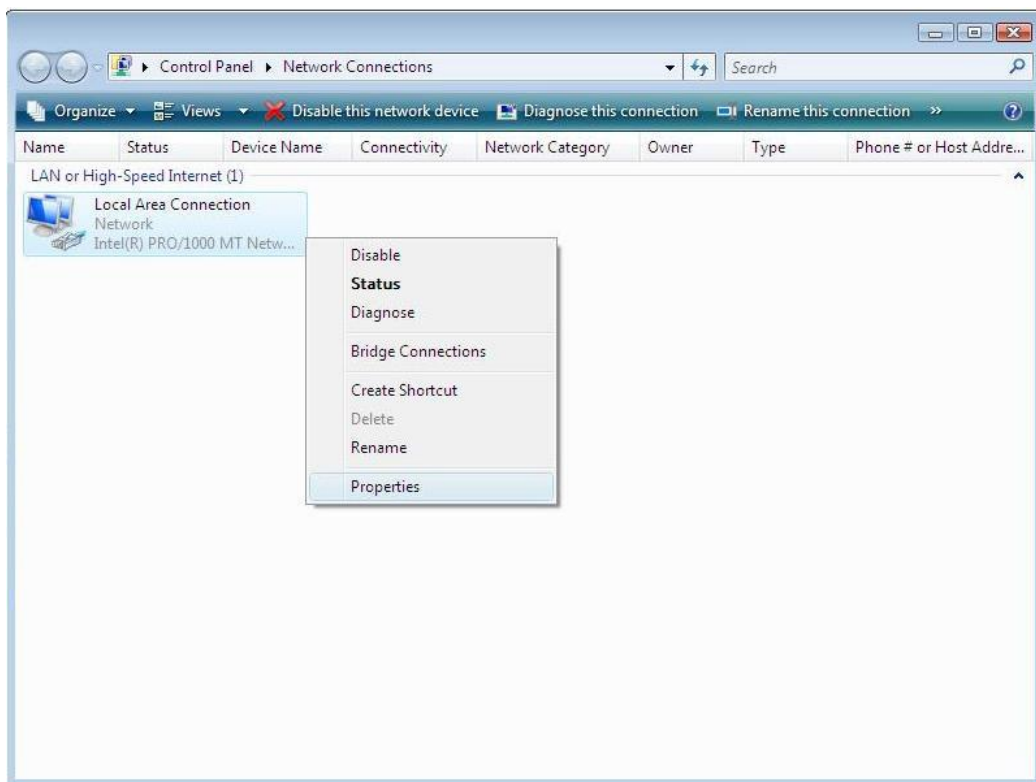 Control Panel Network Connections Search
Organize Views Disable this network device Diagnose this connection Rename this connection »
Name Status Device Name Connectivity Network Category Owner Type Phone # or Host Addre...
LAN or High-Speed Internet (1)
Local Area Connection
Network
Intel(R) PRO/1000 MT Netw...
Disable
Status
Diagnose
Bridge Connections
Create Shortcut
Delete
Rename
Properties